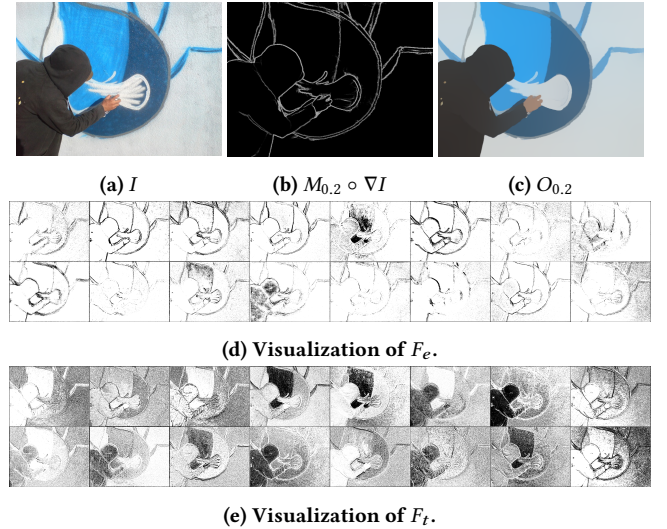 (a) I
(b) M₀.₂ ∘ ∇I
(c) O₀.₂
(d) Visualization of Fₑ.
(e) Visualization of Fₜ.